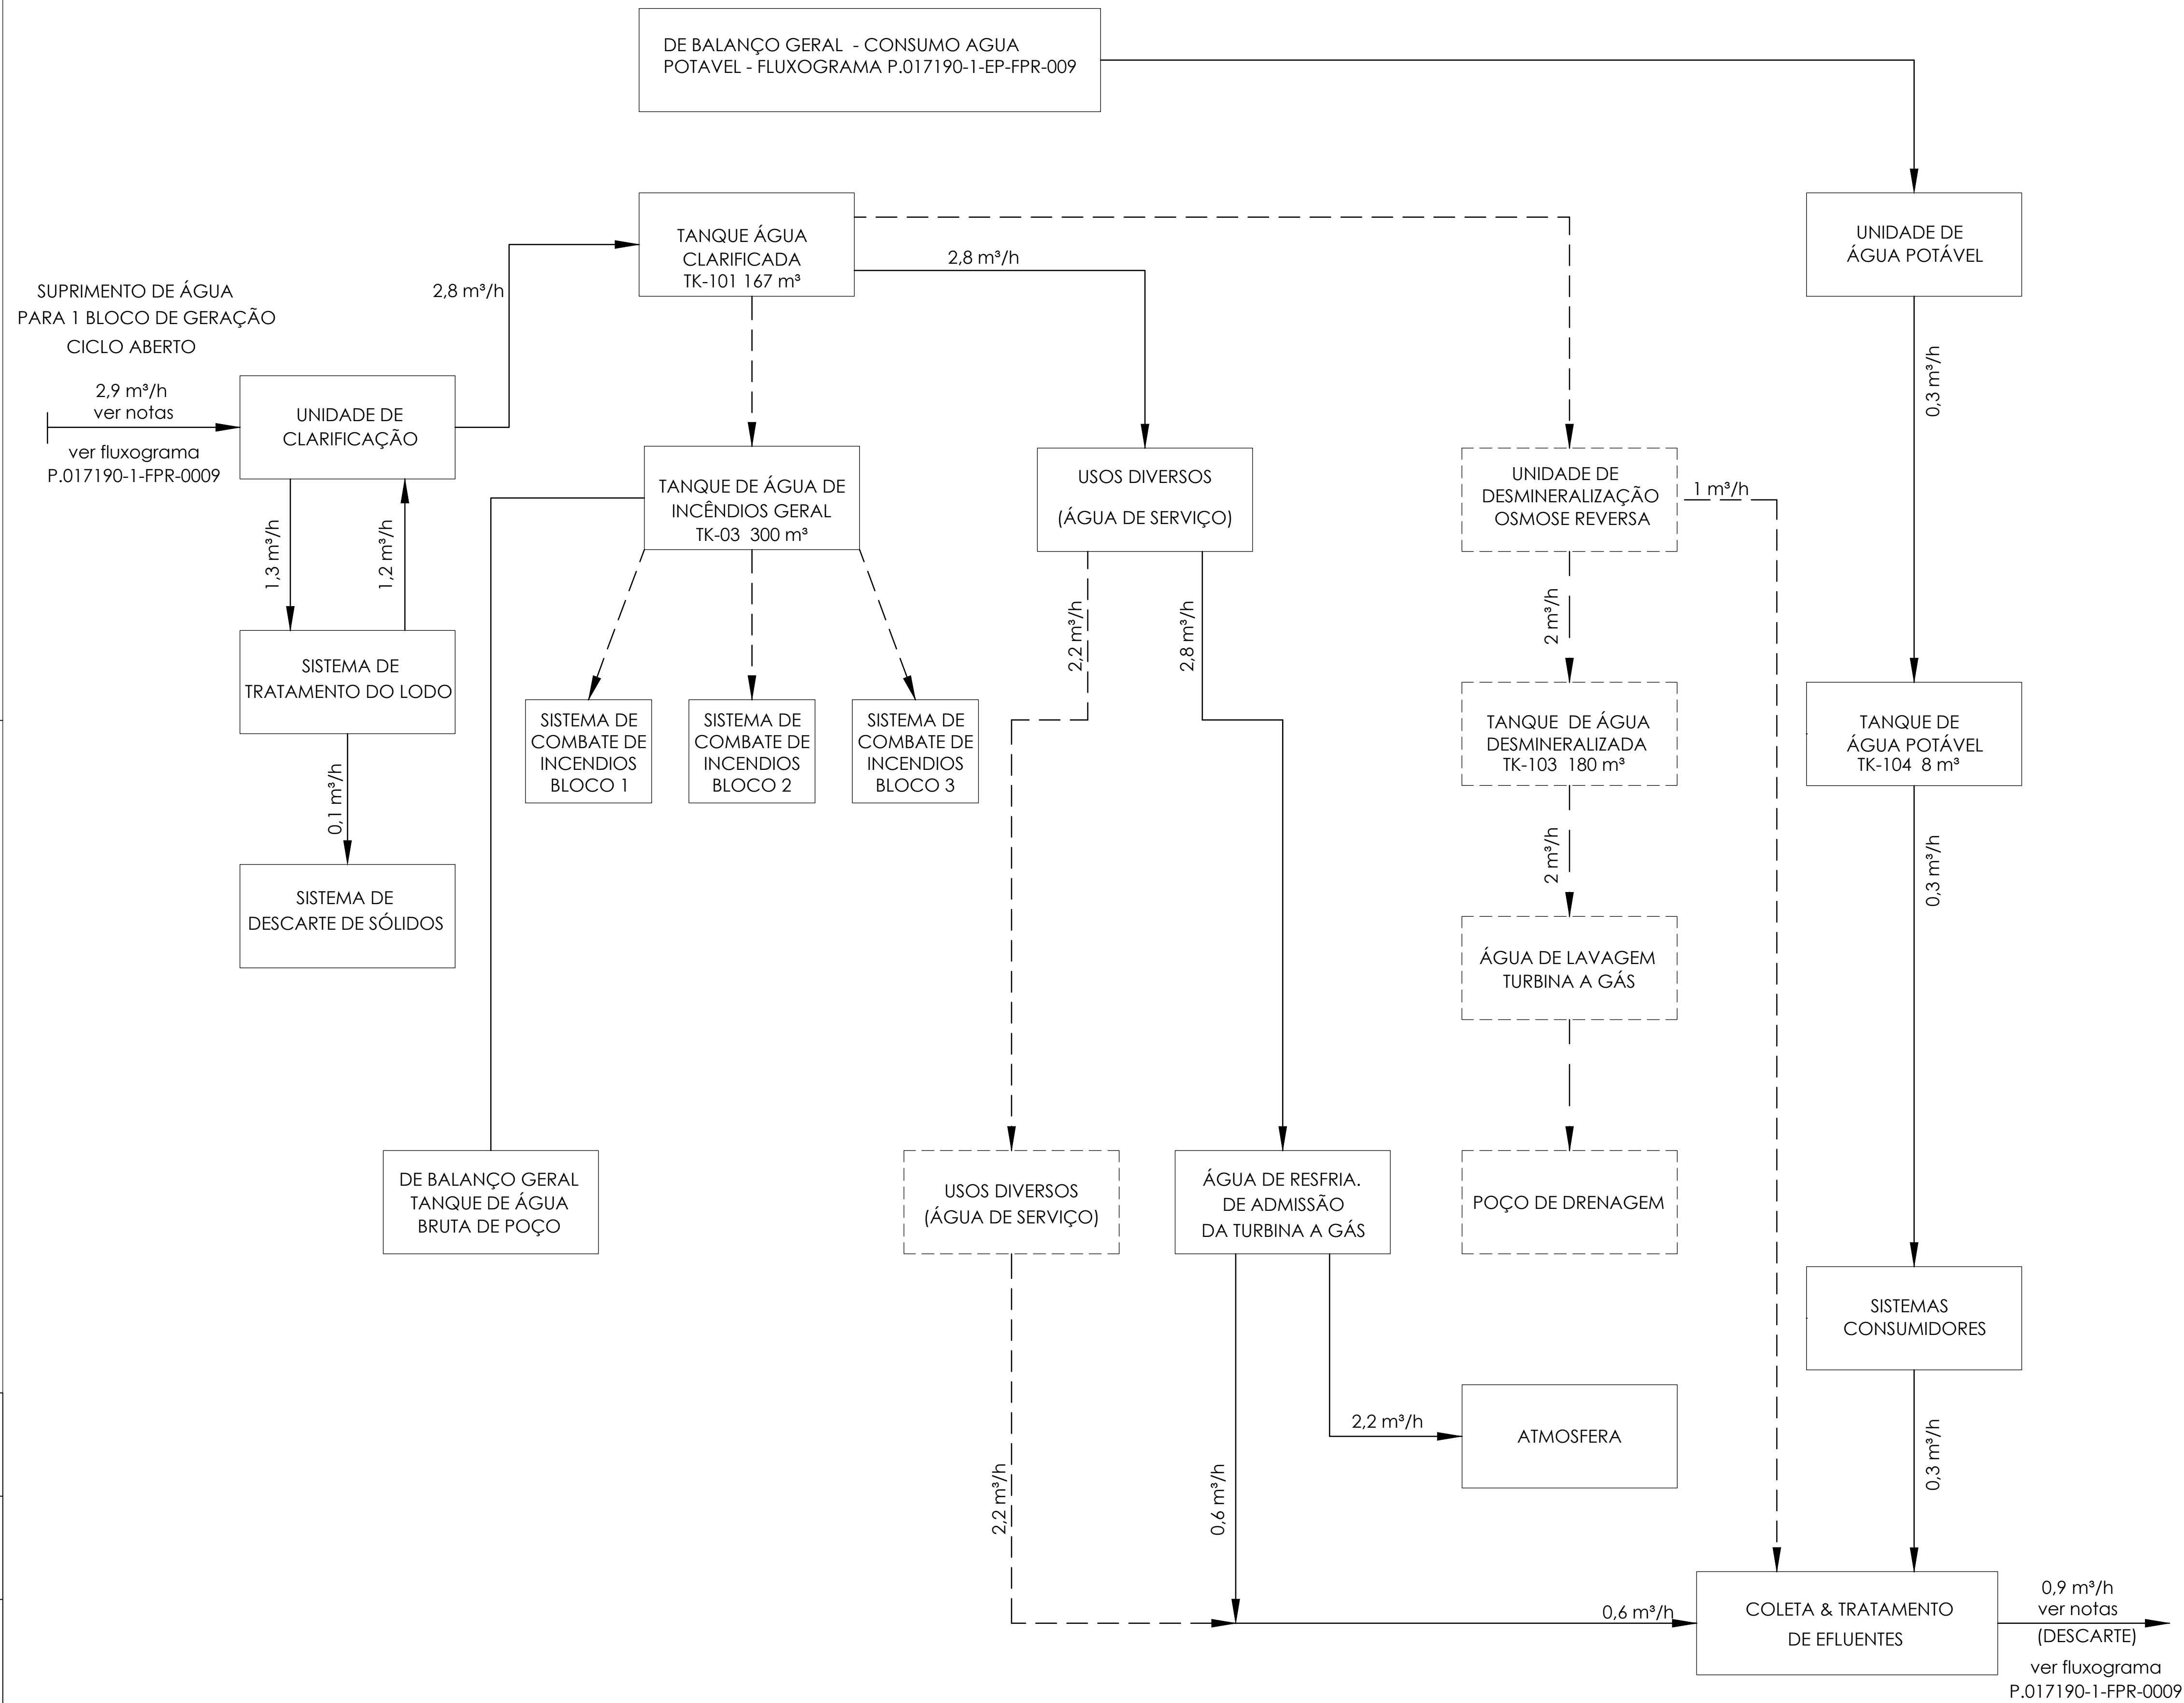 DE BALANÇO GERAL - CONSUMO AGUA
POTAVEL - FLUXOGRAMA P.017190-1-EP-FPR-009
TANQUE ÁGUA
CLARIFICADA
TK-101 167 m³
UNIDADE DE
ÁGUA POTÁVEL
2,8 m³/h
2,8 m³/h
SUPRIMENTO DE ÁGUA
PARA 1 BLOCO DE GERAÇÃO
CICLO ABERTO
2,9 m³/h
ver notas
ver fluxograma
P.017190-1-FPR-0009
UNIDADE DE
CLARIFICAÇÃO
0,3 m³/h
TANQUE DE ÁGUA DE
INCÊNDIOS GERAL
TK-03 300 m³
USOS DIVERSOS
(ÁGUA DE SERVIÇO)
UNIDADE DE
DESMINERALIZAÇÃO
OSMOSE REVERSA
1 m³/h
1,3 m³/h
1,2 m³/h
2,2 m³/h
2,8 m³/h
2 m³/h
SISTEMA DE
TRATAMENTO DO LODO
SISTEMA DE
COMBATE DE
INCENDIOS
BLOCO 1
SISTEMA DE
COMBATE DE
INCENDIOS
BLOCO 2
SISTEMA DE
COMBATE DE
INCENDIOS
BLOCO 3
TANQUE DE ÁGUA
DESMINERALIZADA
TK-103 180 m³
TANQUE DE
ÁGUA POTÁVEL
TK-104 8 m³
0,1 m³/h
2 m³/h
0,3 m³/h
SISTEMA DE
DESCARTE DE SÓLIDOS
ÁGUA DE LAVAGEM
TURBINA A GÁS
DE BALANÇO GERAL
TANQUE DE ÁGUA
BRUTA DE POÇO
USOS DIVERSOS
(ÁGUA DE SERVIÇO)
ÁGUA DE RESFRIA.
DE ADMISSÃO
DA TURBINA A GÁS
POÇO DE DRENAGEM
SISTEMAS
CONSUMIDORES
2,2 m³/h
ATMOSFERA
2,2 m³/h
0,6 m³/h
0,3 m³/h
0,6 m³/h
COLETA & TRATAMENTO
DE EFLUENTES
0,9 m³/h
ver notas
(DESCARTE)
ver fluxograma
P.017190-1-FPR-0009